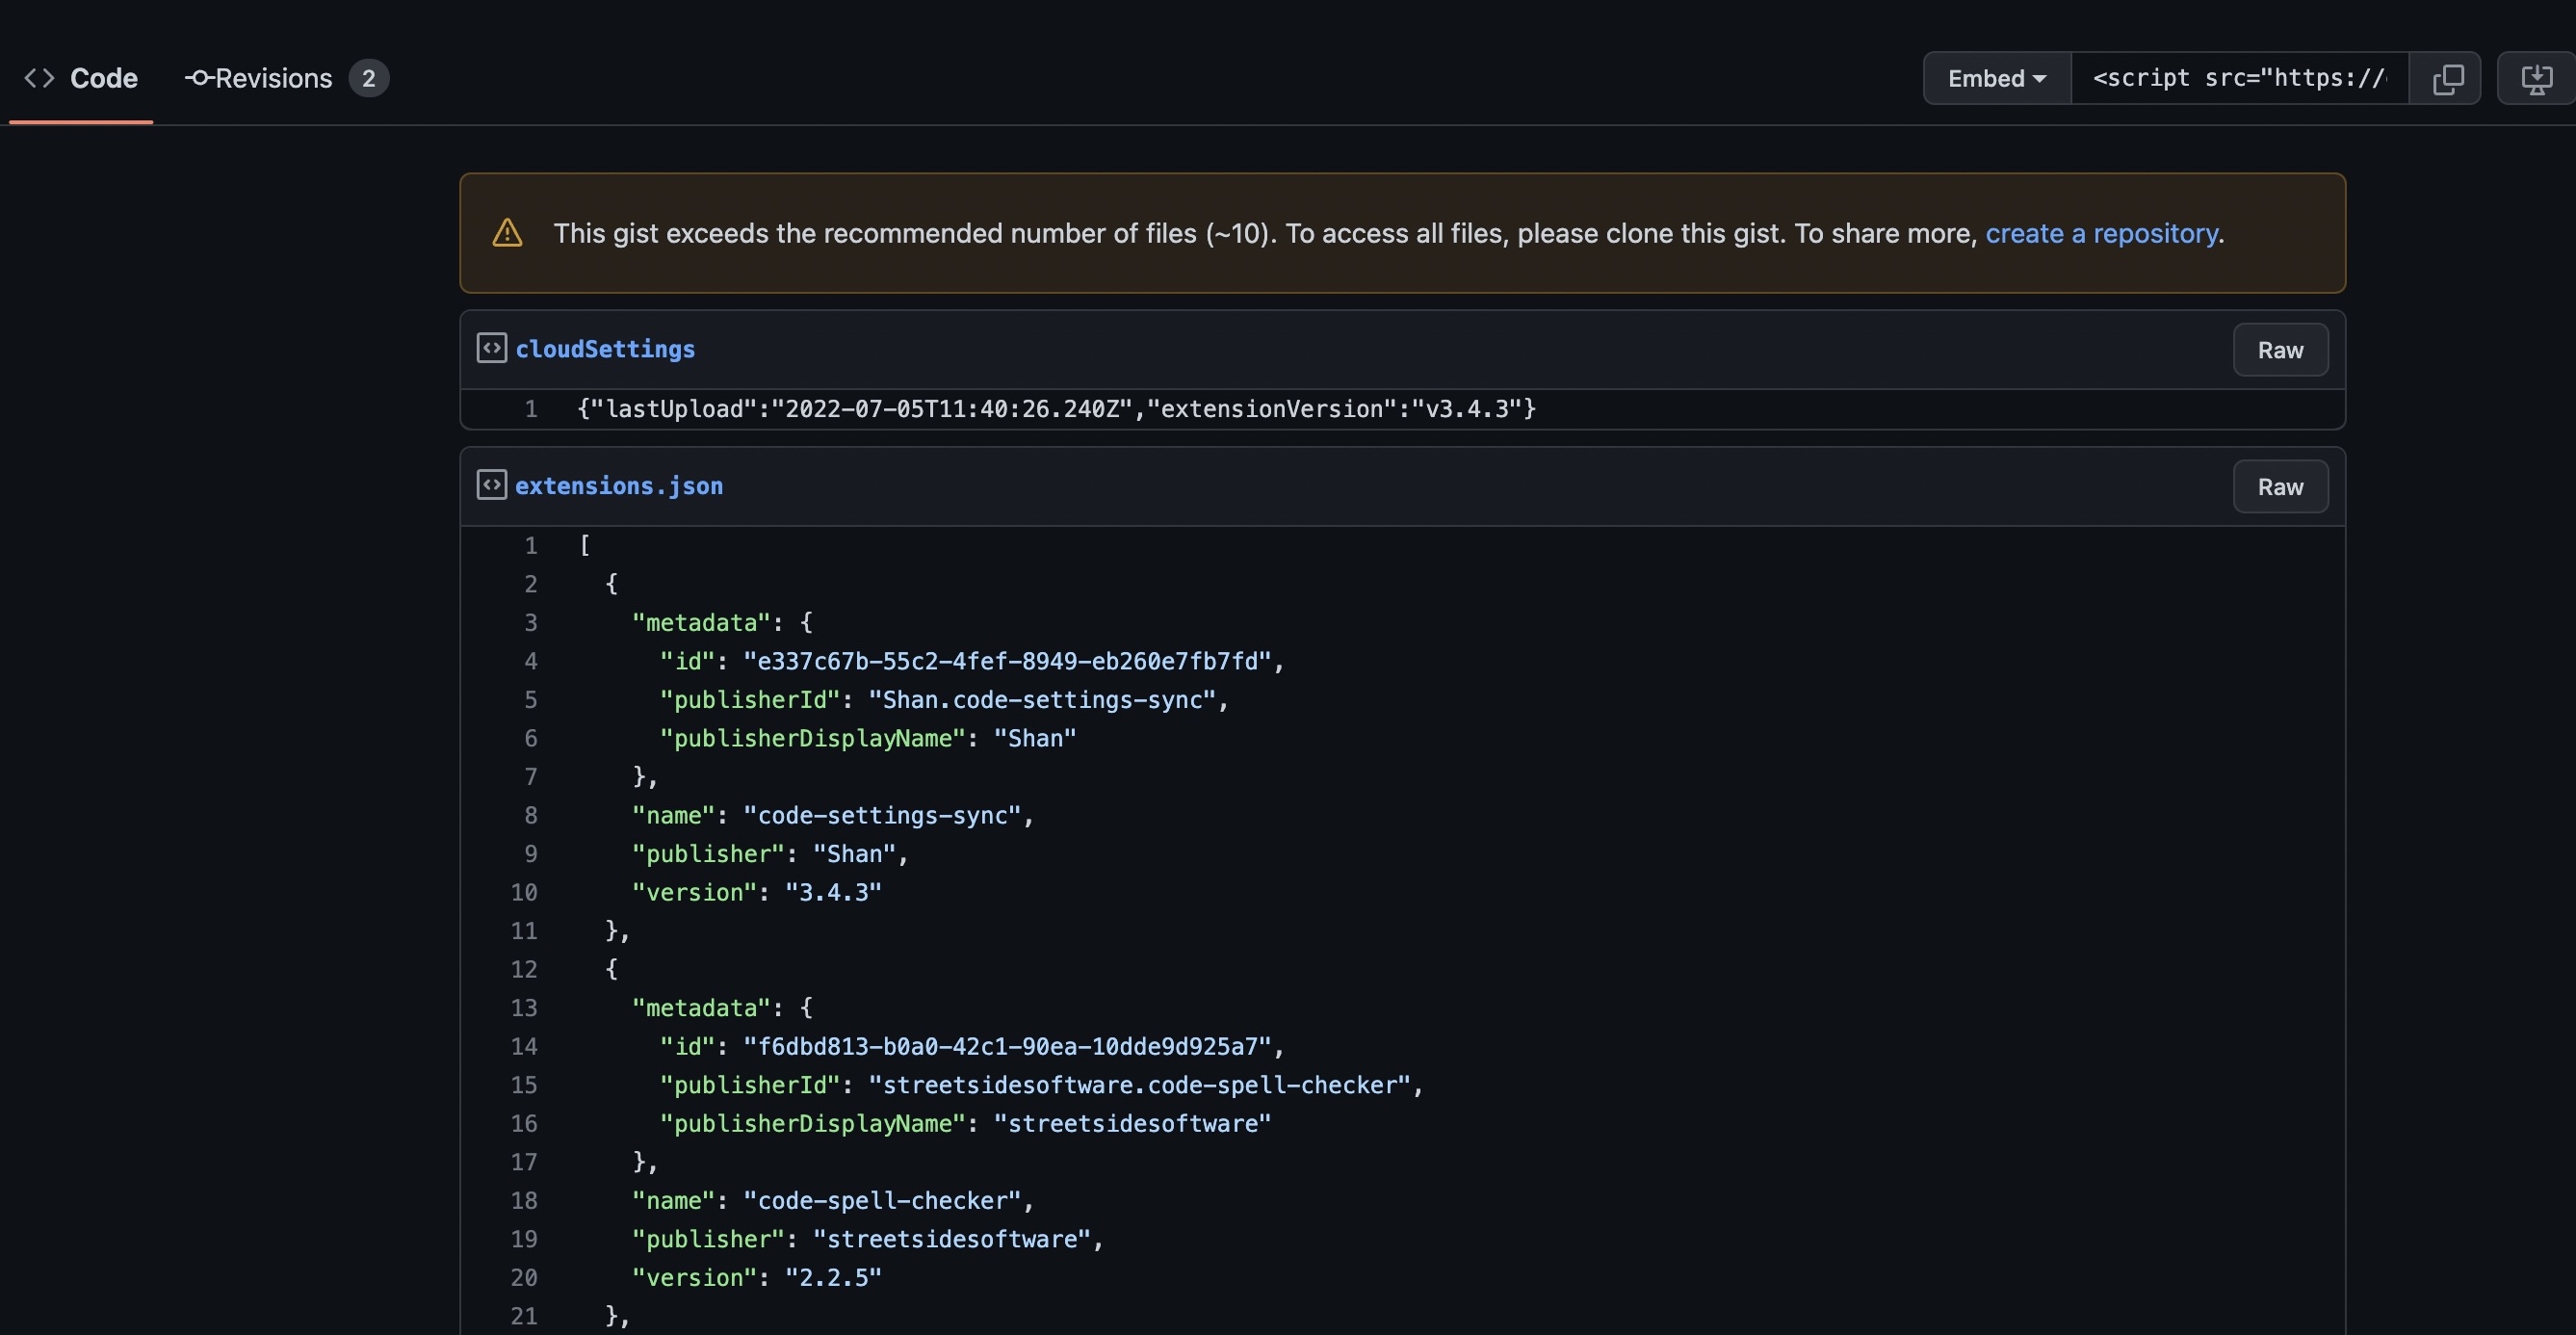 <> Code
Revisions 2
Embed
<script src="https://
This gist exceeds the recommended number of files (~10). To access all files, please clone this gist. To share more, create a repository.
cloudSettings
Raw
1 {"lastUpload":"2022-07-05T11:40:26.240Z","extensionVersion":"v3.4.3"}
extensions.json
Raw
1 [
2 {
3 "metadata": {
4 "id": "e337c67b-55c2-4fef-8949-eb260e7fb7fd",
5 "publisherId": "Shan.code-settings-sync",
6 "publisherDisplayName": "Shan"
7 },
8 "name": "code-settings-sync",
9 "publisher": "Shan",
10 "version": "3.4.3"
11 },
12 {
13 "metadata": {
14 "id": "f6dbd813-b0a0-42c1-90ea-10dde9d925a7",
15 "publisherId": "streetsidesoftware.code-spell-checker",
16 "publisherDisplayName": "streetsidesoftware"
17 },
18 "name": "code-spell-checker",
19 "publisher": "streetsidesoftware",
20 "version": "2.2.5"
21 },